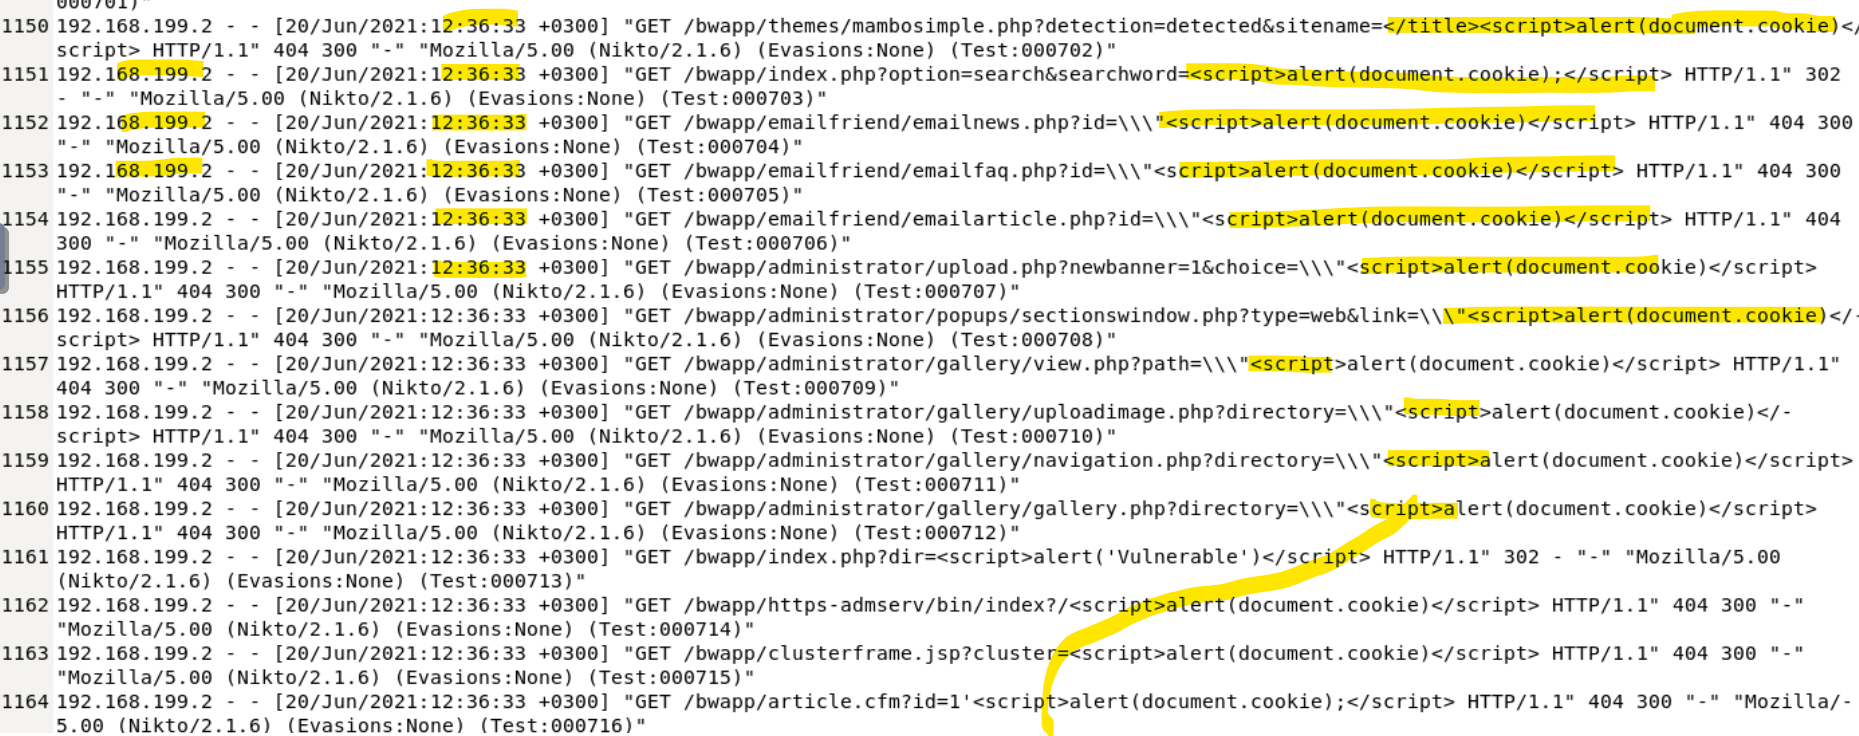 000701)"
1150 192.168.199.2 - - [20/Jun/2021:12:36:33 +0300] "GET /bwapp/themes/mambosimple.php?detection=detected&sitename=</title><script>alert(document.cookie)</
script> HTTP/1.1" 404 300 "-" "Mozilla/5.00 (Nikto/2.1.6) (Evasions:None) (Test:000702)"
1151 192.168.199.2 - - [20/Jun/2021:12:36:33 +0300] "GET /bwapp/index.php?option=search&searchword=<script>alert(document.cookie);</script> HTTP/1.1" 302
- "-" "Mozilla/5.00 (Nikto/2.1.6) (Evasions:None) (Test:000703)"
1152 192.168.199.2 - - [20/Jun/2021:12:36:33 +0300] "GET /bwapp/emailfriend/emailnews.php?id=\\\"<script>alert(document.cookie)</script> HTTP/1.1" 404 300
"-" "Mozilla/5.00 (Nikto/2.1.6) (Evasions:None) (Test:000704)"
1153 192.168.199.2 - - [20/Jun/2021:12:36:33 +0300] "GET /bwapp/emailfriend/emailfaq.php?id=\\\"<script>alert(document.cookie)</script> HTTP/1.1" 404 300
"-" "Mozilla/5.00 (Nikto/2.1.6) (Evasions:None) (Test:000705)"
1154 192.168.199.2 - - [20/Jun/2021:12:36:33 +0300] "GET /bwapp/emailfriend/emailarticle.php?id=\\\"<script>alert(document.cookie)</script> HTTP/1.1" 404
300 "-" "Mozilla/5.00 (Nikto/2.1.6) (Evasions:None) (Test:000706)"
1155 192.168.199.2 - - [20/Jun/2021:12:36:33 +0300] "GET /bwapp/administrator/upload.php?newbanner=1&choice=\\\"<script>alert(document.cookie)</script>
HTTP/1.1" 404 300 "-" "Mozilla/5.00 (Nikto/2.1.6) (Evasions:None) (Test:000707)"
1156 192.168.199.2 - - [20/Jun/2021:12:36:33 +0300] "GET /bwapp/administrator/popups/sectionswindow.php?type=web&link=\\\"<script>alert(document.cookie)</-
script> HTTP/1.1" 404 300 "-" "Mozilla/5.00 (Nikto/2.1.6) (Evasions:None) (Test:000708)"
1157 192.168.199.2 - - [20/Jun/2021:12:36:33 +0300] "GET /bwapp/administrator/gallery/view.php?path=\\\"<script>alert(document.cookie)</script> HTTP/1.1"
404 300 "-" "Mozilla/5.00 (Nikto/2.1.6) (Evasions:None) (Test:000709)"
1158 192.168.199.2 - - [20/Jun/2021:12:36:33 +0300] "GET /bwapp/administrator/gallery/uploadimage.php?directory=\\\"<script>alert(document.cookie)</-
script> HTTP/1.1" 404 300 "-" "Mozilla/5.00 (Nikto/2.1.6) (Evasions:None) (Test:000710)"
1159 192.168.199.2 - - [20/Jun/2021:12:36:33 +0300] "GET /bwapp/administrator/gallery/navigation.php?directory=\\\"<script>alert(document.cookie)</script>
HTTP/1.1" 404 300 "-" "Mozilla/5.00 (Nikto/2.1.6) (Evasions:None) (Test:000711)"
1160 192.168.199.2 - - [20/Jun/2021:12:36:33 +0300] "GET /bwapp/administrator/gallery/gallery.php?directory=\\\"<script>alert(document.cookie)</script>
HTTP/1.1" 404 300 "-" "Mozilla/5.00 (Nikto/2.1.6) (Evasions:None) (Test:000712)"
1161 192.168.199.2 - - [20/Jun/2021:12:36:33 +0300] "GET /bwapp/index.php?dir=<script>alert('Vulnerable')</script> HTTP/1.1" 302 - "-" "Mozilla/5.00
(Nikto/2.1.6) (Evasions:None) (Test:000713)"
1162 192.168.199.2 - - [20/Jun/2021:12:36:33 +0300] "GET /bwapp/https-admserv/bin/index?/<script>alert(document.cookie)</script> HTTP/1.1" 404 300 "-"
"Mozilla/5.00 (Nikto/2.1.6) (Evasions:None) (Test:000714)"
1163 192.168.199.2 - - [20/Jun/2021:12:36:33 +0300] "GET /bwapp/clusterframe.jsp?cluster=<script>alert(document.cookie)</script> HTTP/1.1" 404 300 "-"
"Mozilla/5.00 (Nikto/2.1.6) (Evasions:None) (Test:000715)"
1164 192.168.199.2 - - [20/Jun/2021:12:36:33 +0300] "GET /bwapp/article.cfm?id=1'<script>alert(document.cookie);</script> HTTP/1.1" 404 300 "-" "Mozilla/-
5.00 (Nikto/2.1.6) (Evasions:None) (Test:000716)"